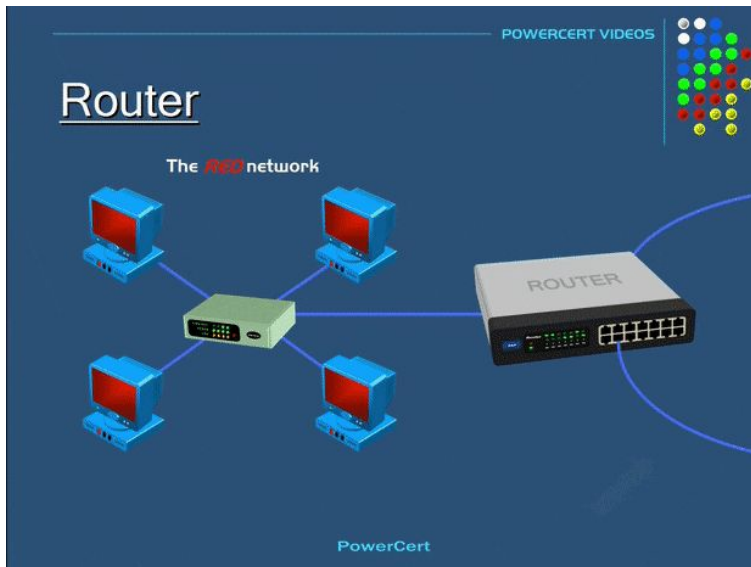 POWERCERT VIDEOS
Router
The RED network
ROUTER
PowerCert